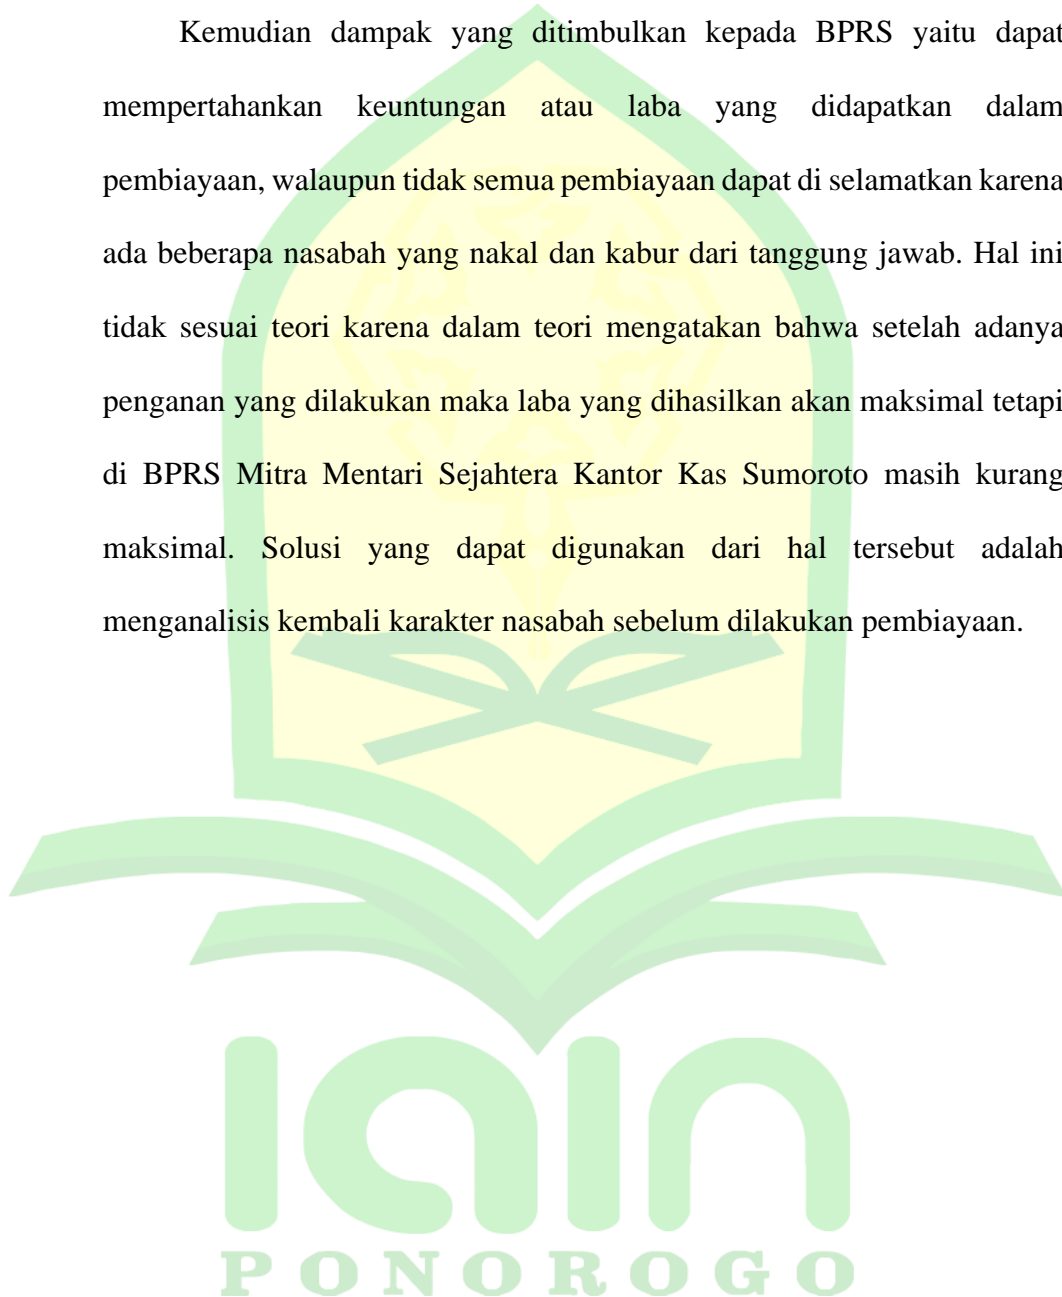 Kemudian dampak yang ditimbulkan kepada BPRS yaitu dapat
mempertahankan keuntungan atau laba yang didapatkan dalam
pembiayaan, walaupun tidak semua pembiayaan dapat di selamatkan karena
ada beberapa nasabah yang nakal dan kabur dari tanggung jawab. Hal ini
tidak sesuai teori karena dalam teori mengatakan bahwa setelah adanya
penganan yang dilakukan maka laba yang dihasilkan akan maksimal tetapi
di BPRS Mitra Mentari Sejahtera Kantor Kas Sumoroto masih kurang
maksimal. Solusi yang dapat digunakan dari hal tersebut adalah
menganalisis kembali karakter nasabah sebelum dilakukan pembiayaan.
iain
PONOROGO